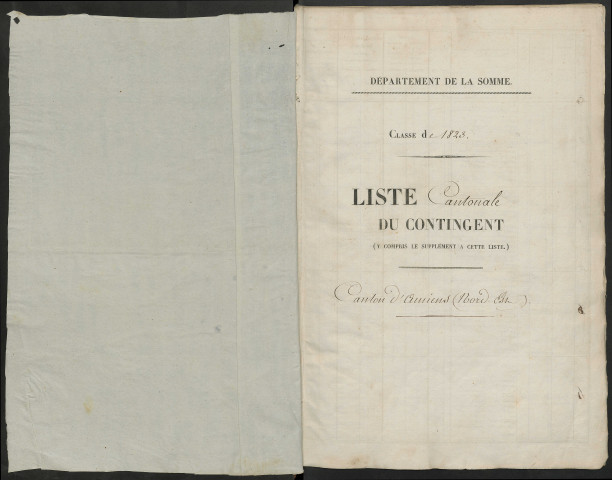 DÉPARTEMENT DE LA SOMME.
CLASSE de 1823.
LISTE Cantonale
DU CONTINGENT
(Y COMPRIS LE SUPPLÉMENT A CETTE LISTE.)
Canton d'Amiens (Nord Est)